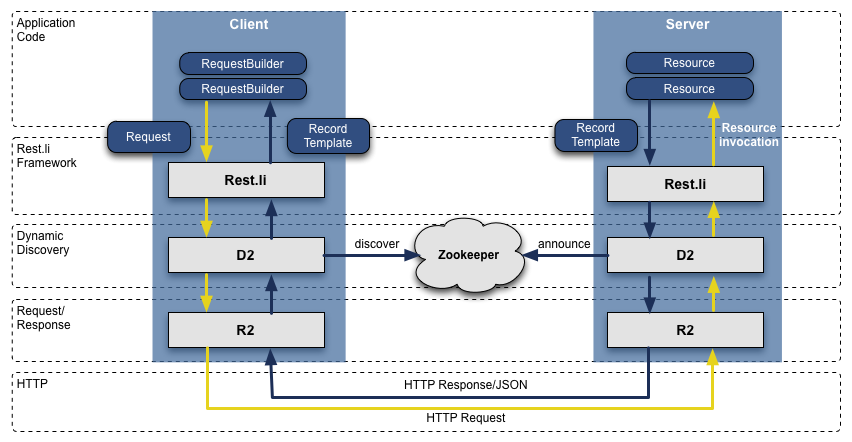 Application
Code
Client
Server
RequestBuilder
RequestBuilder
Resource
Resource
Request
Record
Template
Record
Template
Resource
invocation
Rest.li
Framework
Rest.li
Rest.li
Dynamic
Discovery
D2
discover
Zookeeper
announce
D2
Request/
Response
R2
R2
HTTP
HTTP Response/JSON
HTTP Request